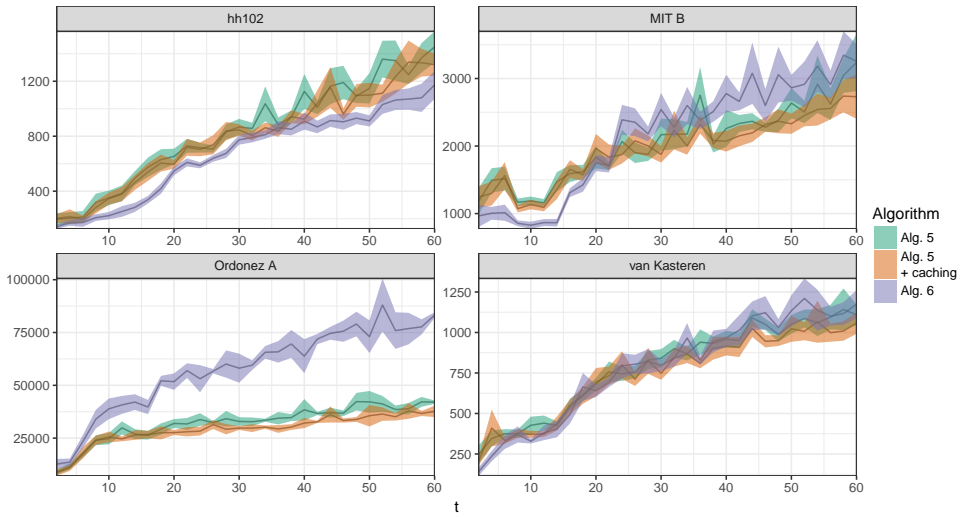 hh102
1200
800
400
10 20 30 40 50 60
MIT B
3000
2000
1000
10 20 30 40 50 60
Ordonez A
100000
75000
50000
25000
10 20 30 40 50 60
van Kasteren
1250
1000
750
500
250
10 20 30 40 50 60
t
Algorithm
Alg. 5
Alg. 5
+ caching
Alg. 6